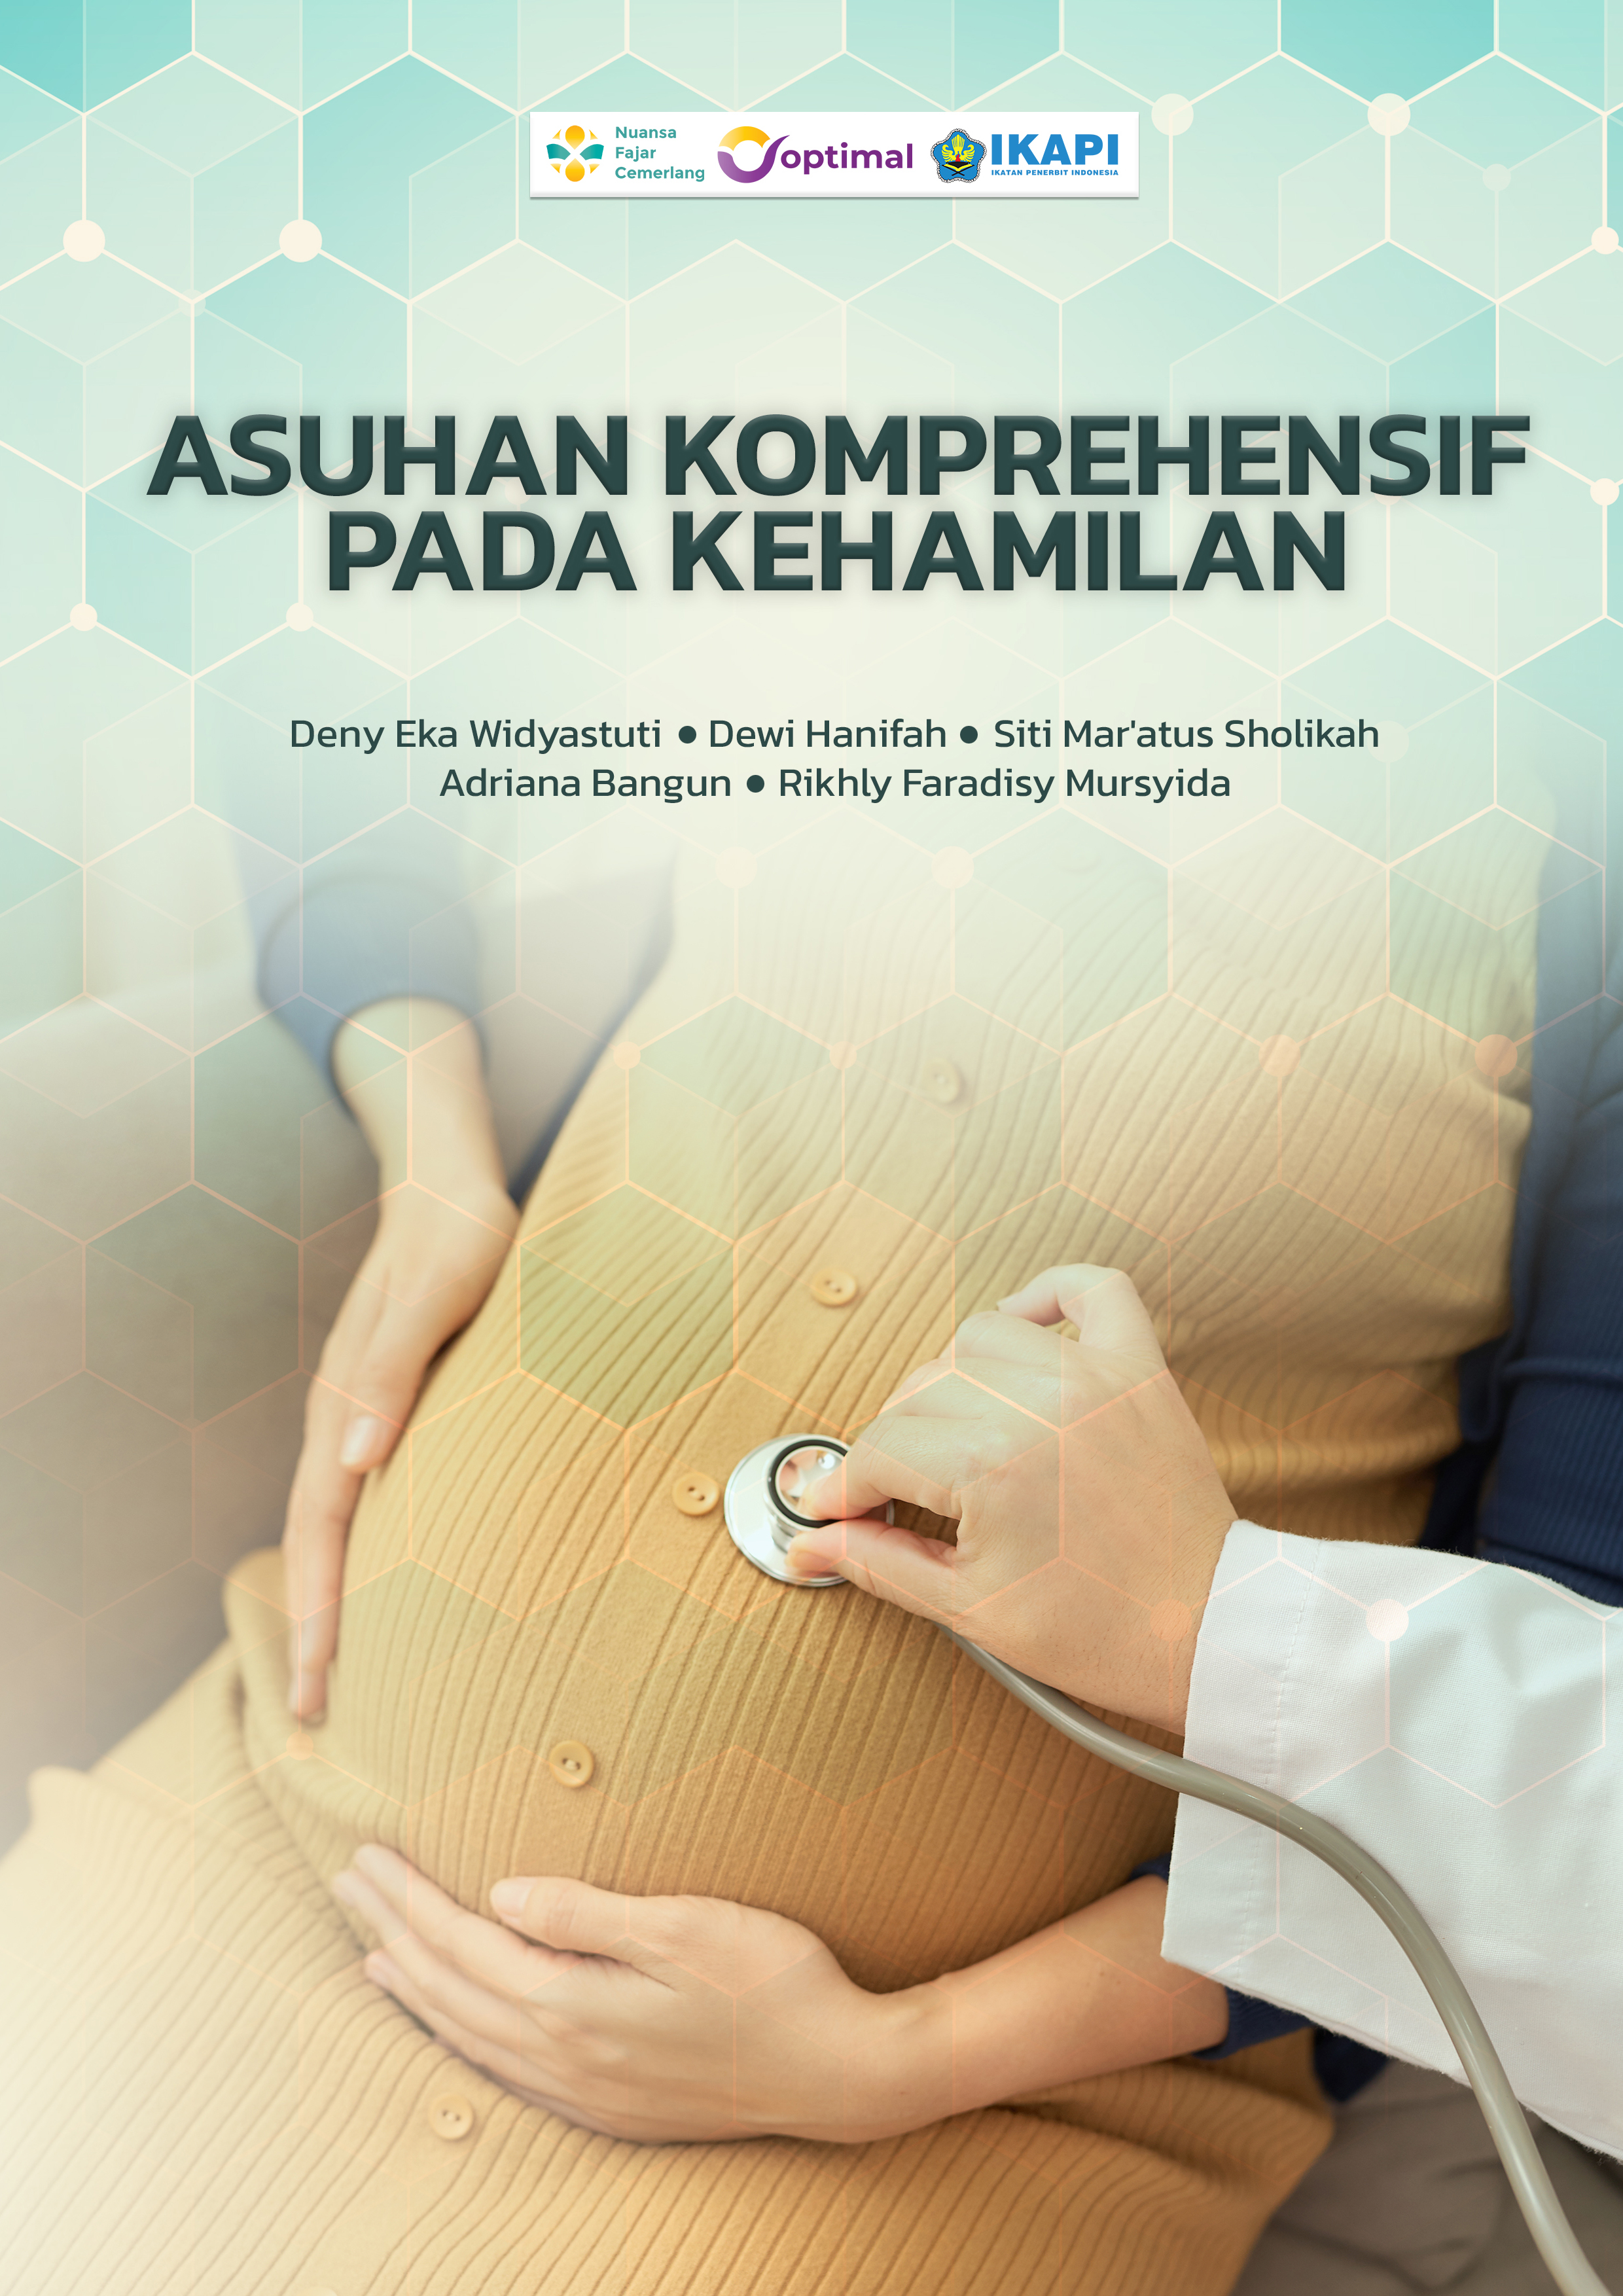 Nuansa
Fajar
Cemerlang
optimal
IKAPI
IKATAN PENERBIT INDONESIA
ASUHAN KOMPREHENSIF
PADA KEHAMILAN
Deny Eka Widyastuti ● Dewi Hanifah ● Siti Mar'atus Sholikah
Adriana Bangun ● Rikhly Faradisy Mursyida